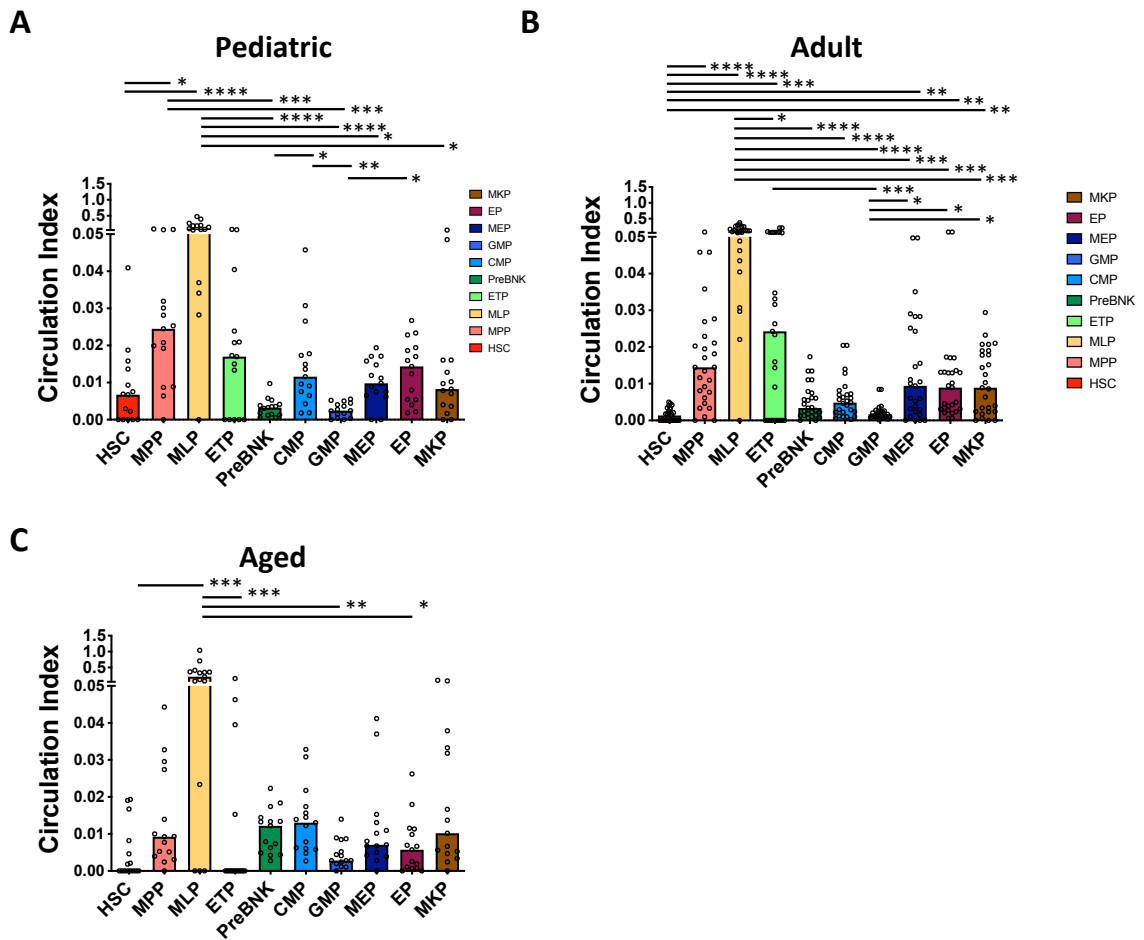 A
Pediatric
*
****
***
***
****
****
*
*
*
**
*
Circulation Index
1.5
1.0
0.5
0.05
0.04
0.03
0.02
0.01
0.00
HSC
MPP
MLP
ETP
PreBNK
CMP
GMP
MEP
EP
MKP
MKP
EP
MEP
GMP
CMP
PreBNK
ETP
MLP
MPP
HSC
B
Adult
****
****
***
**
**
**
*
****
****
****
***
***
***
***
*
*
*
Circulation Index
1.5
1.0
0.5
0.05
0.04
0.03
0.02
0.01
0.00
HSC
MPP
MLP
ETP
PreBNK
CMP
GMP
MEP
EP
MKP
MKP
EP
MEP
GMP
CMP
PreBNK
ETP
MLP
MPP
HSC
C
Aged
***
***
**
*
Circulation Index
1.5
1.0
0.5
0.05
0.04
0.03
0.02
0.01
0.00
HSC
MPP
MLP
ETP
PreBNK
CMP
GMP
MEP
EP
MKP